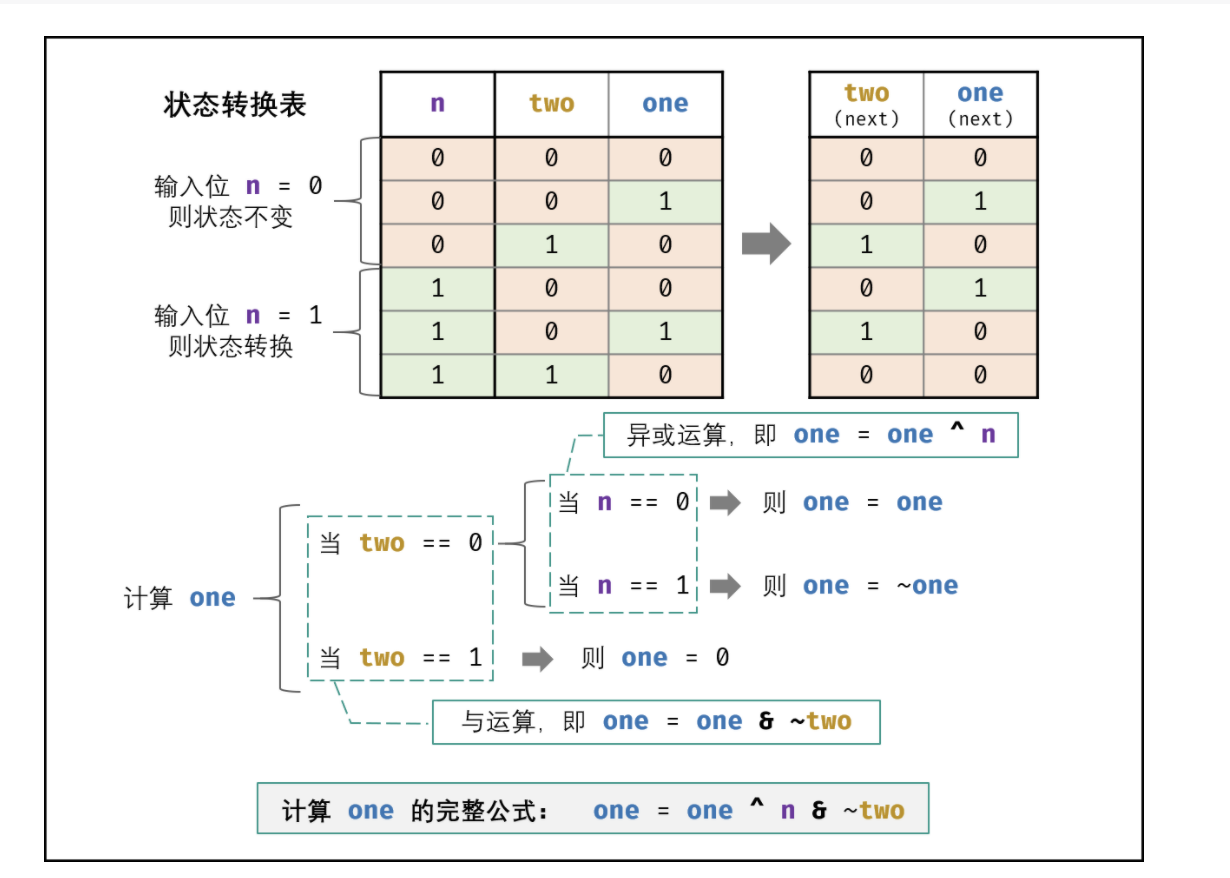 状态转换表
n two one two one
(next) (next)
0 0 0 0 0
0 0 1 0 1
0 1 0 1 0
1 0 0 0 1
1 0 1 1 0
1 1 0 0 0
输入位 n = 0
则状态不变
输入位 n = 1
则状态转换
异或运算, 即 one = one ^ n
当 n == 0 则 one = one
当 two == 0
当 n == 1 则 one = ~one
计算 one
当 two == 1 则 one = 0
与运算, 即 one = one & ~two
计算 one 的完整公式: one = one ^ n & ~two